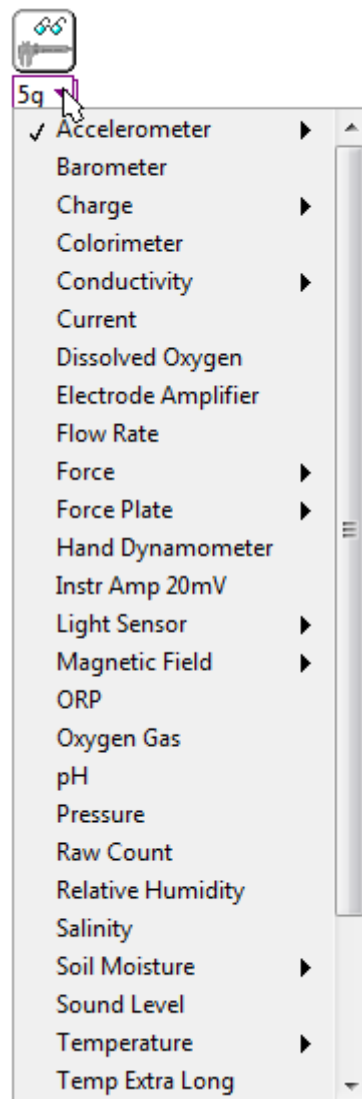 5g
Accelerometer
Barometer
Charge
Colorimeter
Conductivity
Current
Dissolved Oxygen
Electrode Amplifier
Flow Rate
Force
Force Plate
Hand Dynamometer
Instr Amp 20mV
Light Sensor
Magnetic Field
ORP
Oxygen Gas
pH
Pressure
Raw Count
Relative Humidity
Salinity
Soil Moisture
Sound Level
Temperature
Temp Extra Long